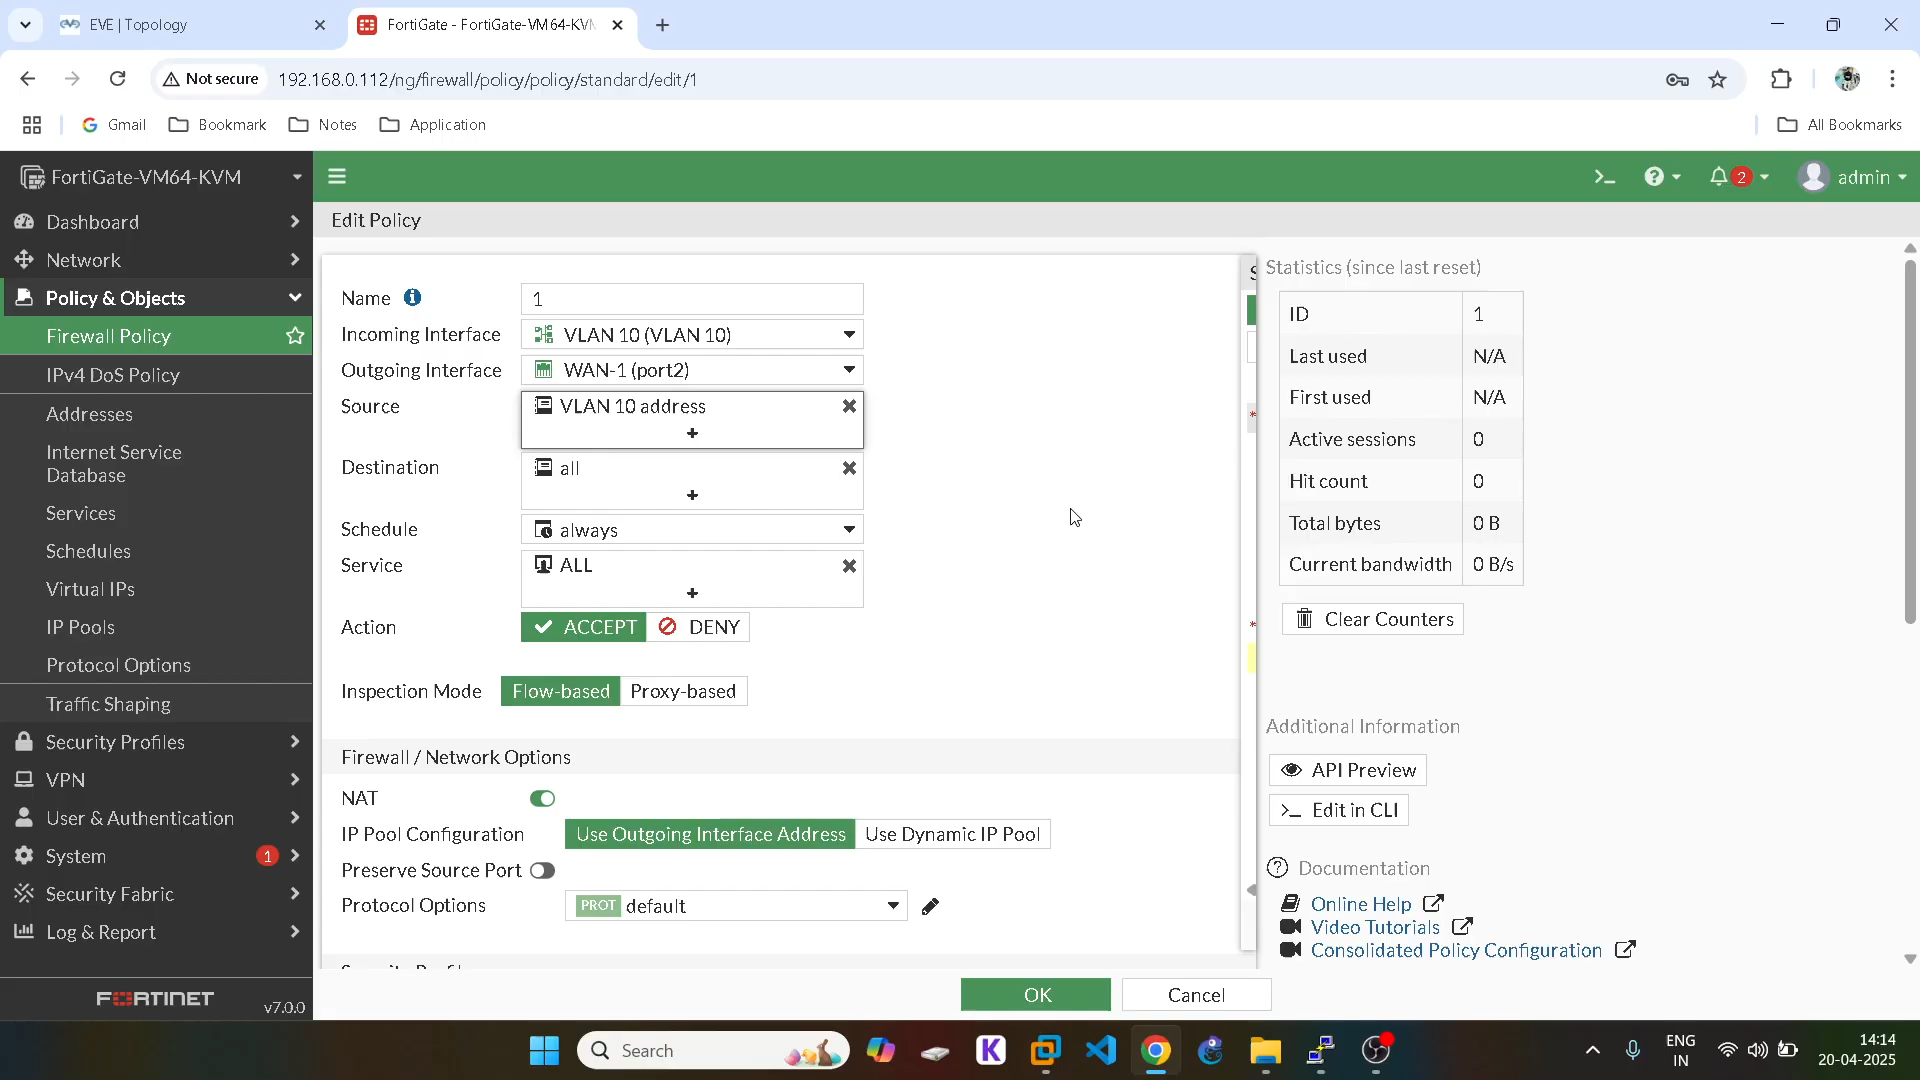 EVE | Topology
FortiGate - FortiGate-VM64-KVM
Not secure
192.168.0.112/ng/firewall/policy/policy/standard/edit/1
Gmail
Bookmark
Notes
Application
All Bookmarks
FortiGate-VM64-KVM
admin
2
Dashboard
Network
Policy & Objects
Firewall Policy
IPv4 DoS Policy
Addresses
Internet Service
Database
Services
Schedules
Virtual IPs
IP Pools
Protocol Options
Traffic Shaping
Security Profiles
VPN
User & Authentication
System 1
Security Fabric
Log & Report
FORTINET v7.0.0
Edit Policy
Name 1
Incoming Interface VLAN 10 (VLAN 10)
Outgoing Interface WAN-1 (port2)
Source VLAN 10 address
+
Destination all
+
Schedule always
Service ALL
+
Action ACCEPT DENY
Inspection Mode Flow-based Proxy-based
Firewall / Network Options
NAT
IP Pool Configuration Use Outgoing Interface Address Use Dynamic IP Pool
Preserve Source Port
Protocol Options PROT default
OK Cancel
Statistics (since last reset)
ID 1
Last used N/A
First used N/A
Active sessions 0
Hit count 0
Total bytes 0 B
Current bandwidth 0 B/s
Clear Counters
Additional Information
API Preview
>_ Edit in CLI
Documentation
Online Help
Video Tutorials
Consolidated Policy Configuration
Search
ENG
IN
14:14
20-04-2025